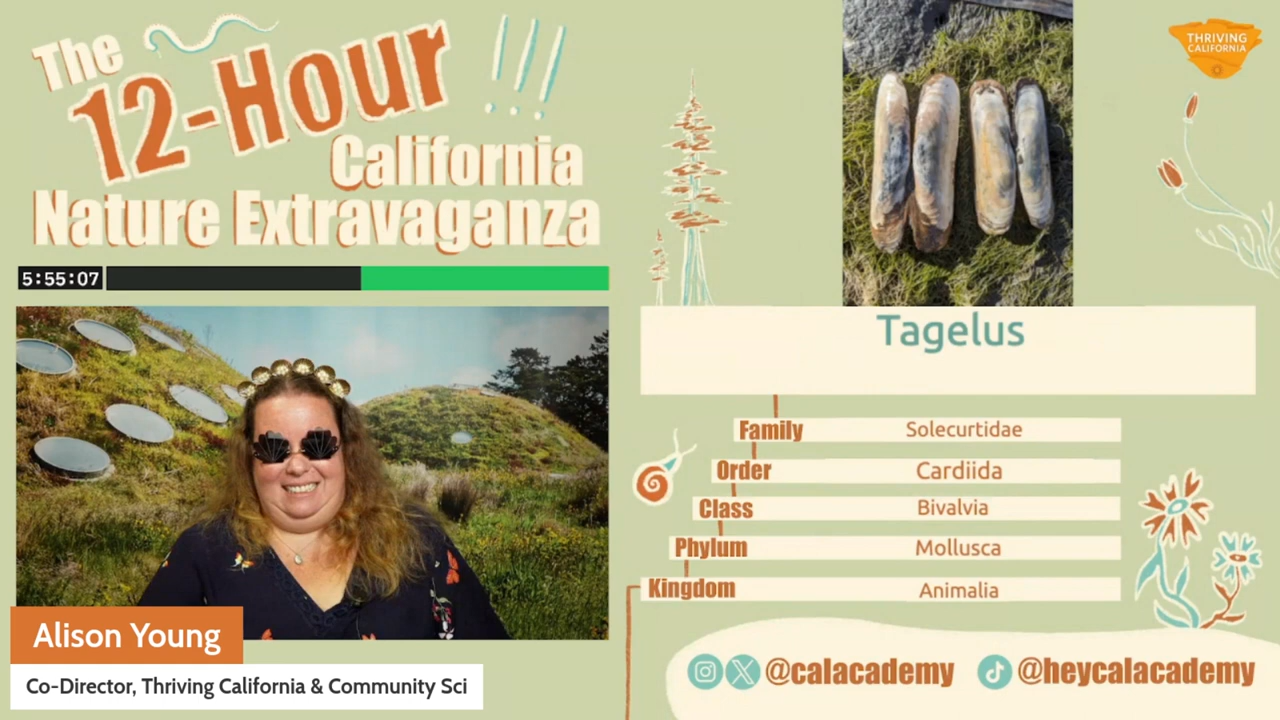 The
12-Hour !!!
California
Nature Extravaganza
5:55:07
Alison Young
Co-Director, Thriving California & Community Sci
THRIVING
CALIFORNIA
Tagelus
Family Solecurtidae
Order Cardiida
Class Bivalvia
Phylum Mollusca
Kingdom Animalia
@calacademy @heycalacademy